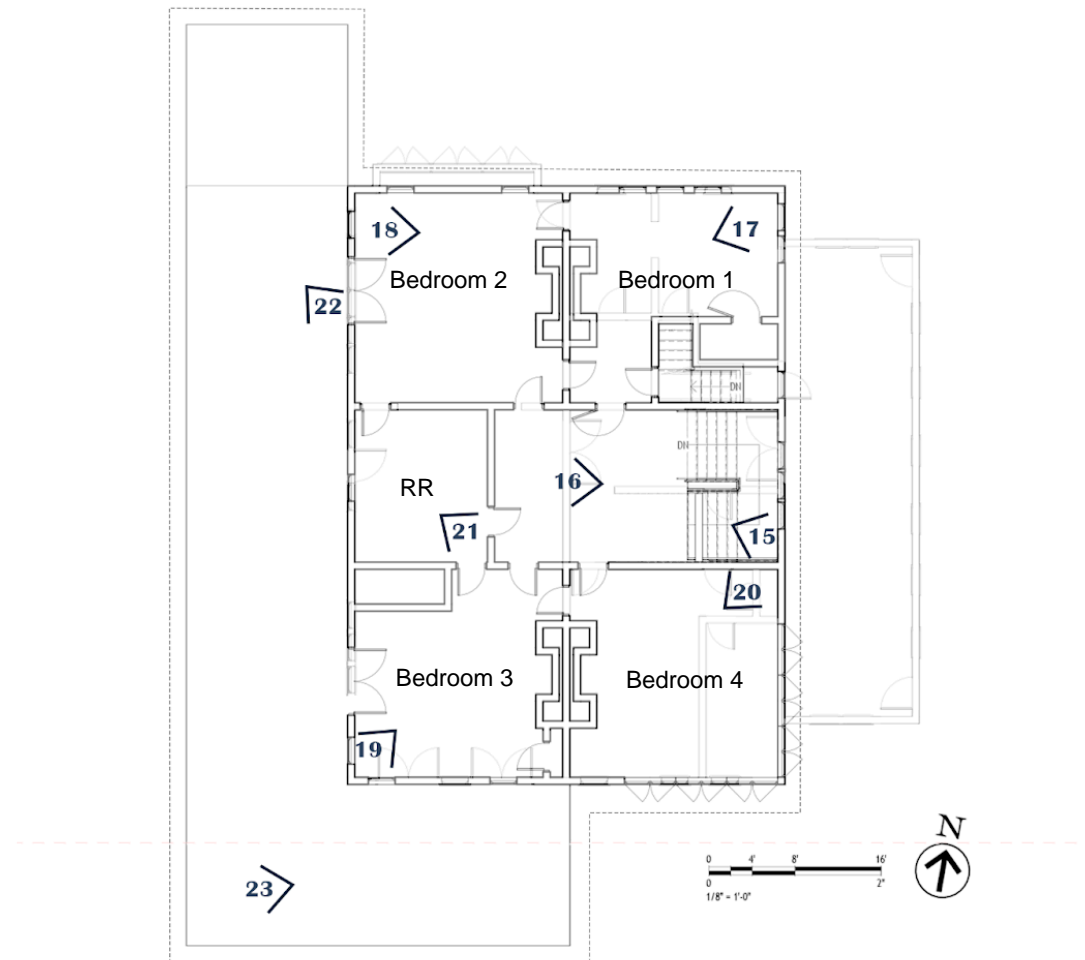 18
17
Bedroom 2
Bedroom 1
22
DN
DN
16
RR
21
15
20
Bedroom 3
Bedroom 4
19
N
0 4' 8' 16'
0 2"
1/8" = 1'-0"
23